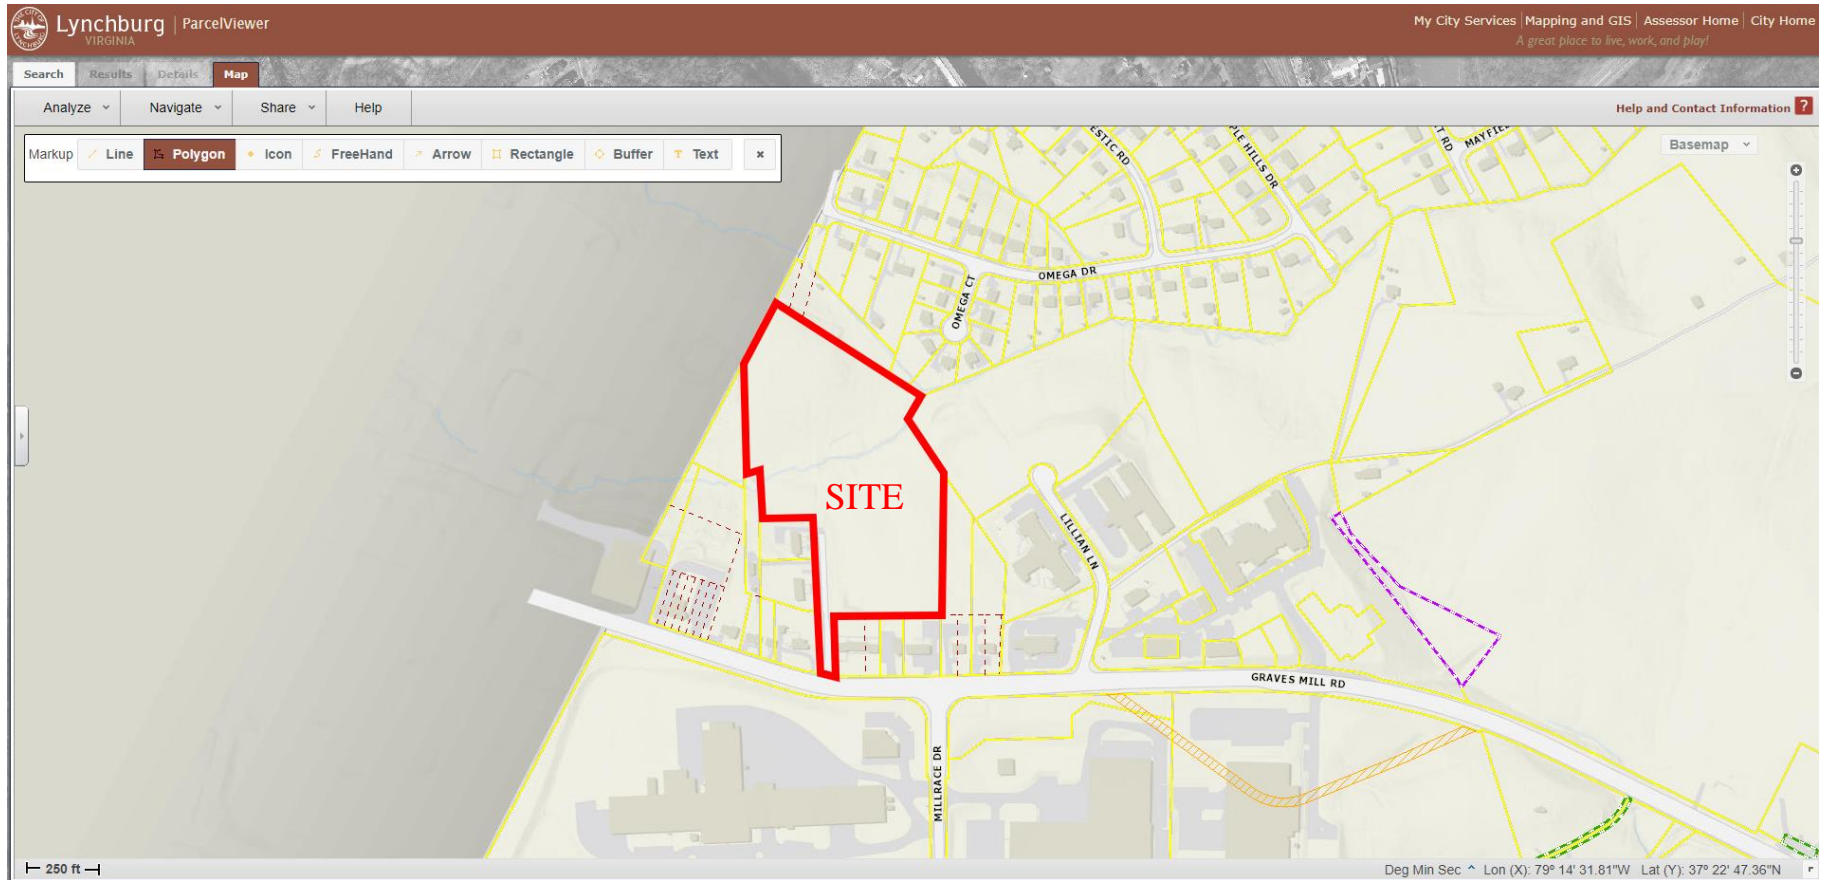 Lynchburg | ParcelViewer
VIRGINIA
My City Services | Mapping and GIS | Assessor Home | City Home
A great place to live, work, and play!
Search Results Details Map
Analyze Navigate Share Help
Help and Contact Information ?
Markup Line Polygon Icon FreeHand Arrow Rectangle Buffer Text ×
Basemap
OMEGA DR
OMEGA CT
SITE
LILLIAN LN
GRAVES MILL RD
MILLRACE DR
250 ft
Deg Min Sec ^ Lon (X): 79º 14' 31.81"W Lat (Y): 37º 22' 47.36"N